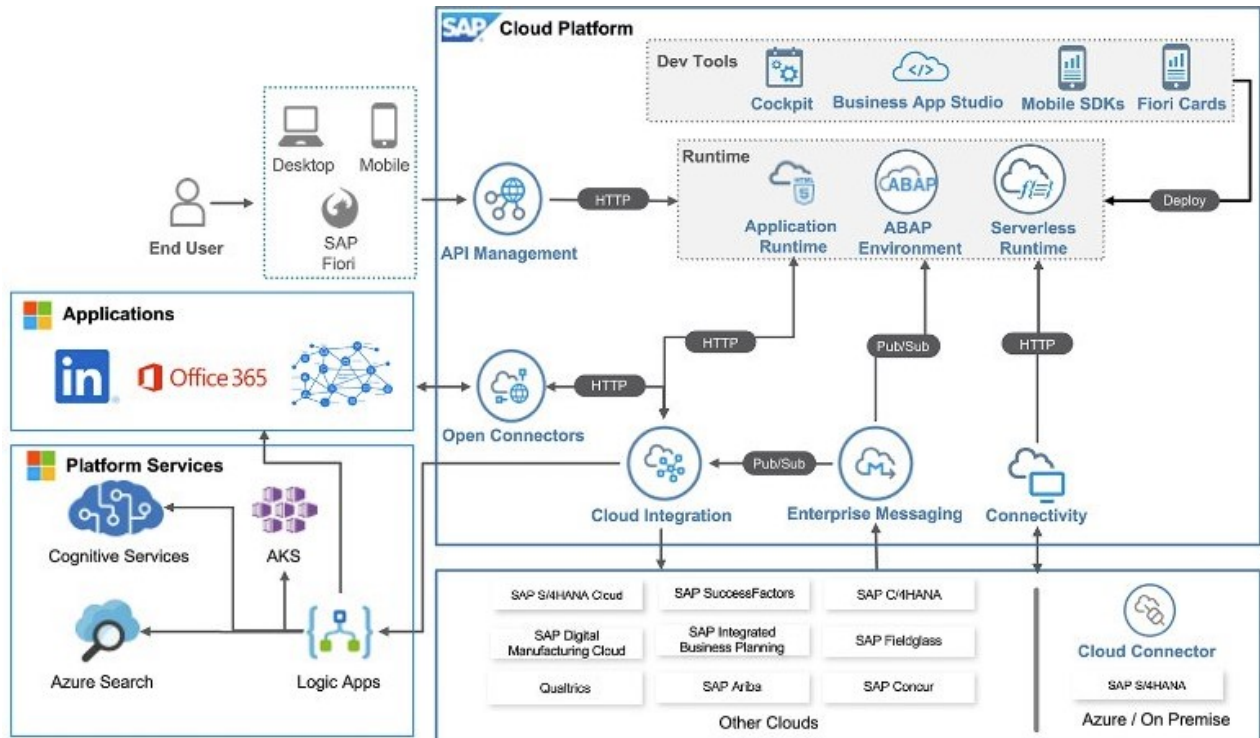 SAP Cloud Platform
Dev Tools
Cockpit
Business App Studio
Mobile SDKs
Fiori Cards
Desktop
Mobile
SAP
Fiori
End User
API Management
HTTP
Runtime
HTML
5
Application
Runtime
ABAP
ABAP
Environment
f{=}
Serverless
Runtime
Deploy
Applications
in
Office 365
Open Connectors
HTTP
HTTP
Pub/Sub
HTTP
Platform Services
Cognitive Services
AKS
Azure Search
Logic Apps
Cloud Integration
Pub/Sub
Enterprise Messaging
Connectivity
SAP S/4HANA Cloud
SAP SuccessFactors
SAP C/4HANA
SAP Digital
Manufacturing Cloud
SAP Integrated
Business Planning
SAP Fieldglass
Qualtrics
SAP Ariba
SAP Concur
Other Clouds
Cloud Connector
SAP S/4HANA
Azure / On Premise